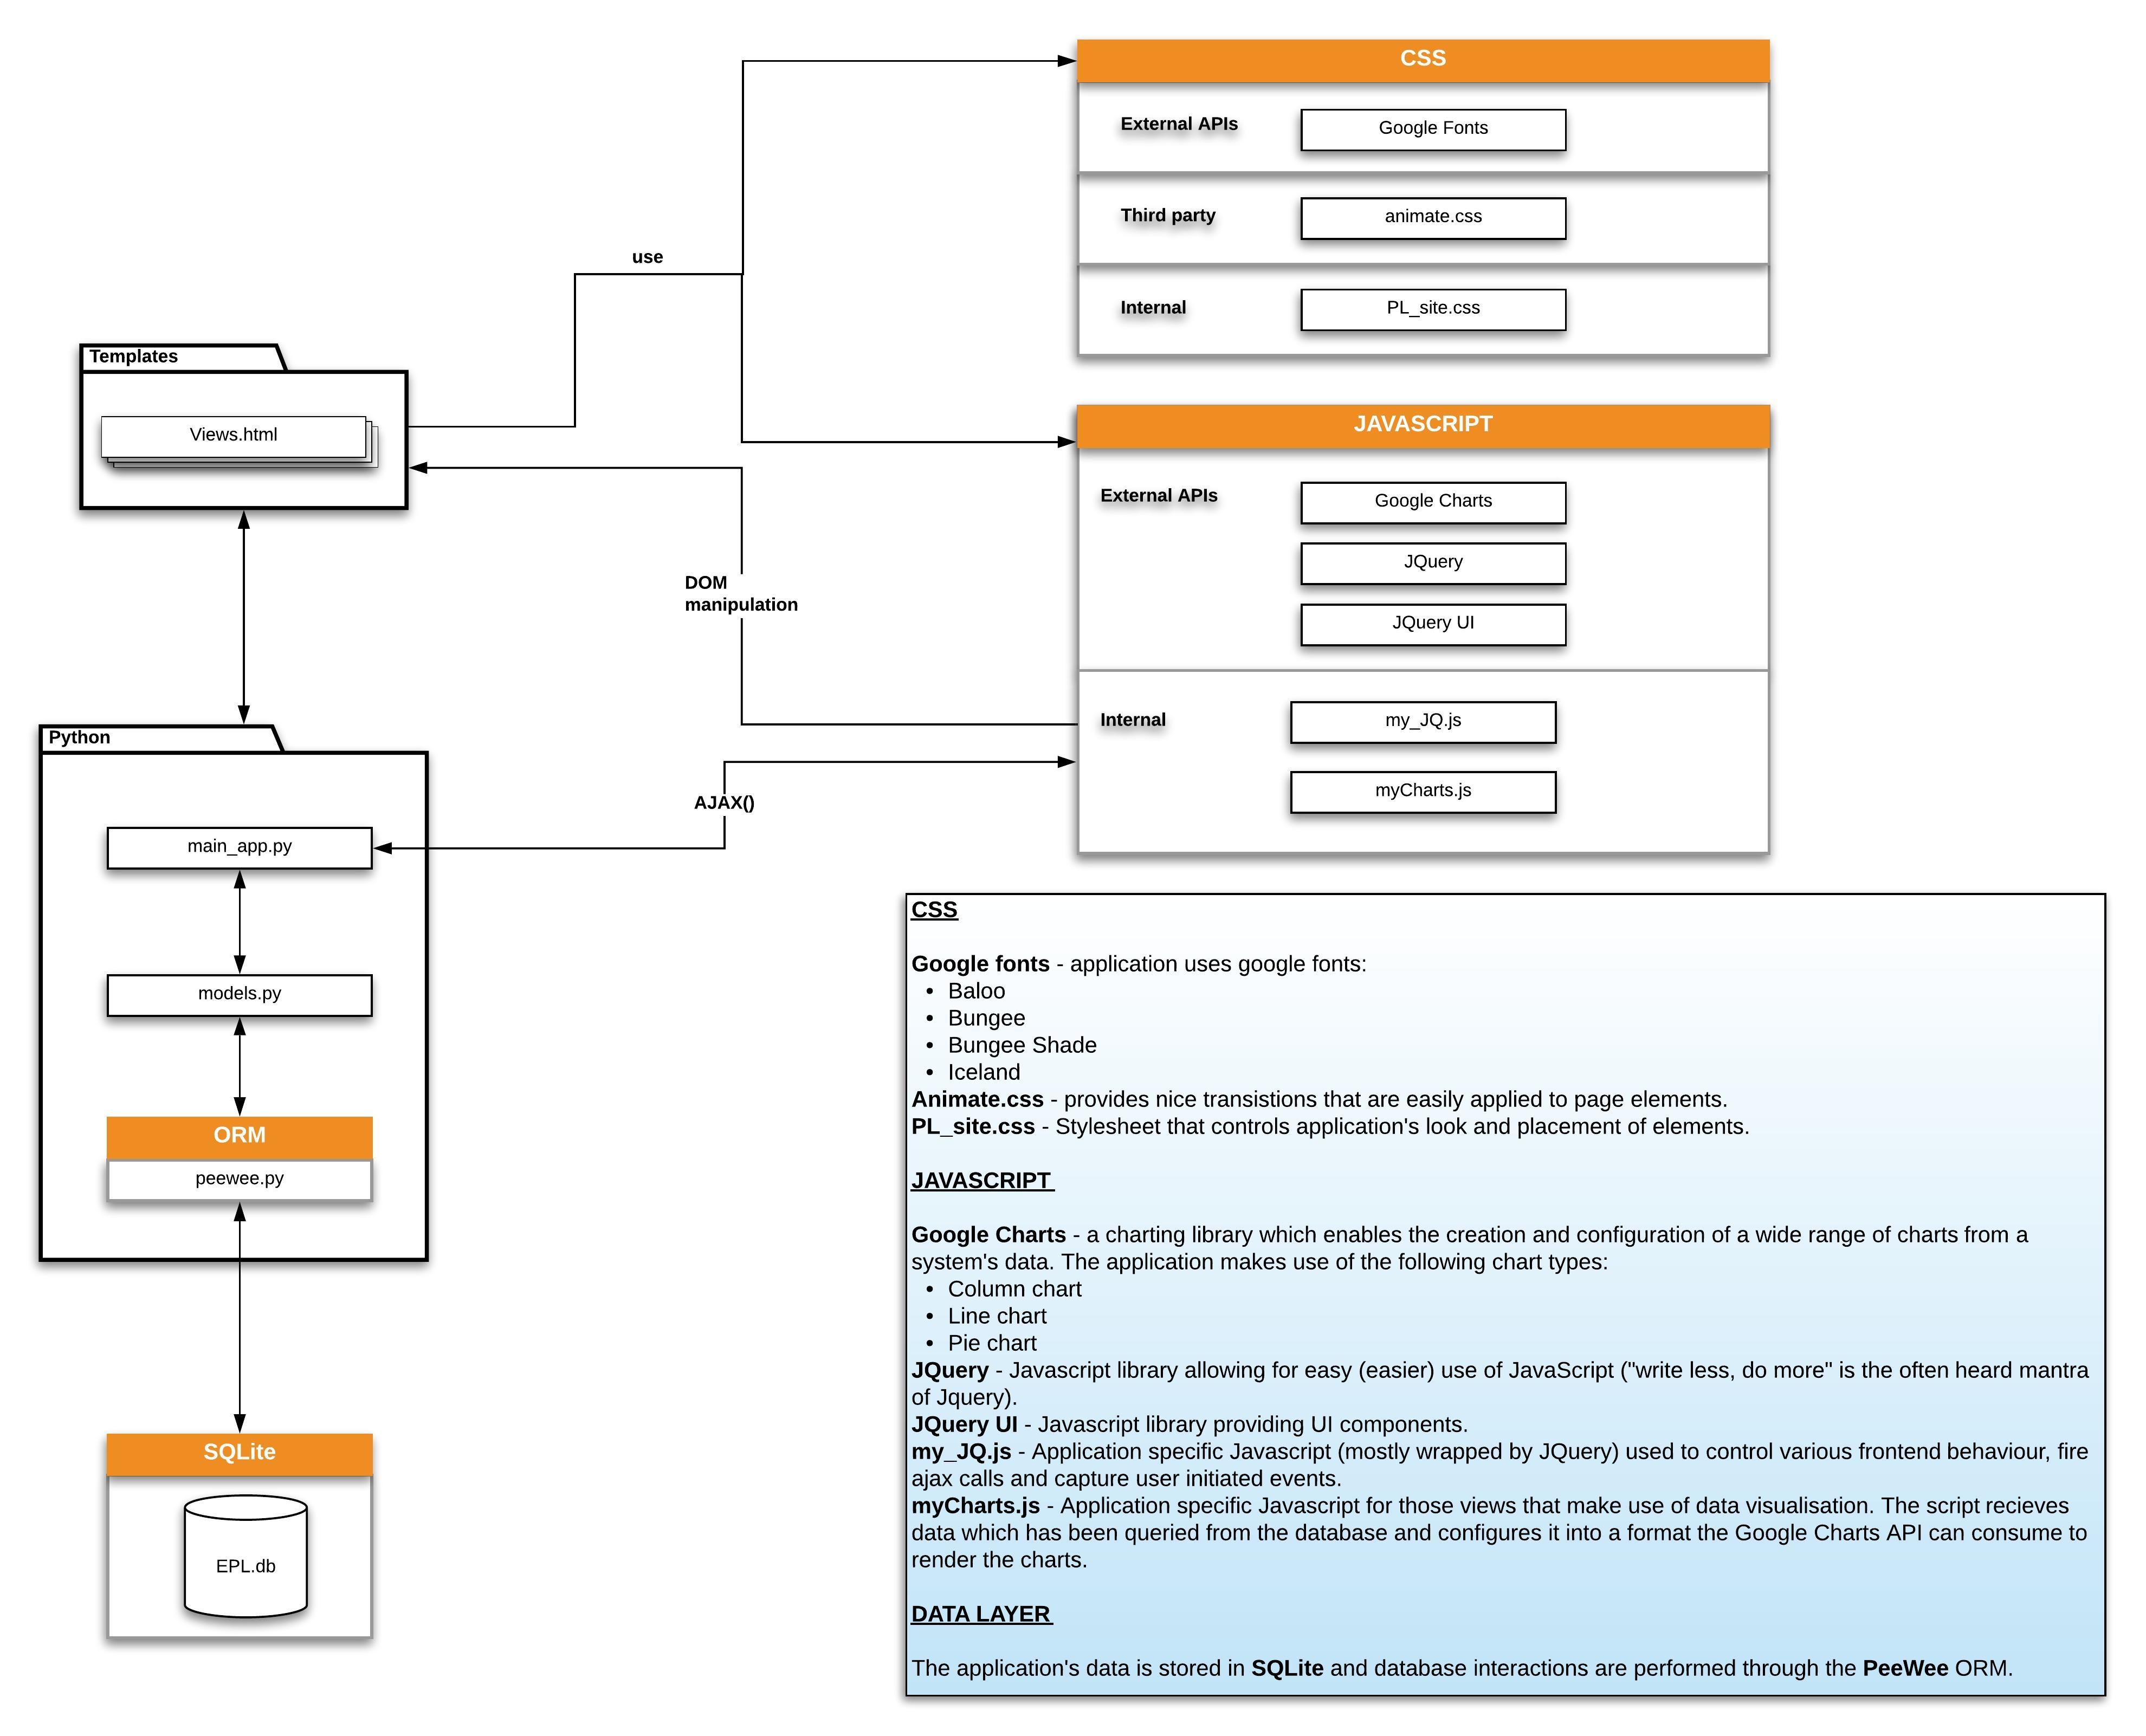 CSS
External APIs
Google Fonts
Third party
animate.css
Internal
PL_site.css
use
Templates
Views.html
JAVASCRIPT
External APIs
Google Charts
JQuery
JQuery UI
DOM
manipulation
Internal
my_JQ.js
myCharts.js
AJAX()
Python
main_app.py
models.py
ORM
peewee.py
SQLite
EPL.db
CSS
Google fonts - application uses google fonts:
• Baloo
• Bungee
• Bungee Shade
• Iceland
Animate.css - provides nice transistions that are easily applied to page elements.
PL_site.css - Stylesheet that controls application's look and placement of elements.
JAVASCRIPT
Google Charts - a charting library which enables the creation and configuration of a wide range of charts from a
system's data. The application makes use of the following chart types:
• Column chart
• Line chart
• Pie chart
JQuery - Javascript library allowing for easy (easier) use of JavaScript ("write less, do more" is the often heard mantra
of Jquery).
JQuery UI - Javascript library providing UI components.
my_JQ.js - Application specific Javascript (mostly wrapped by JQuery) used to control various frontend behaviour, fire
ajax calls and capture user initiated events.
myCharts.js - Application specific Javascript for those views that make use of data visualisation. The script recieves
data which has been queried from the database and configures it into a format the Google Charts API can consume to
render the charts.
DATA LAYER
The application's data is stored in SQLite and database interactions are performed through the PeeWee ORM.